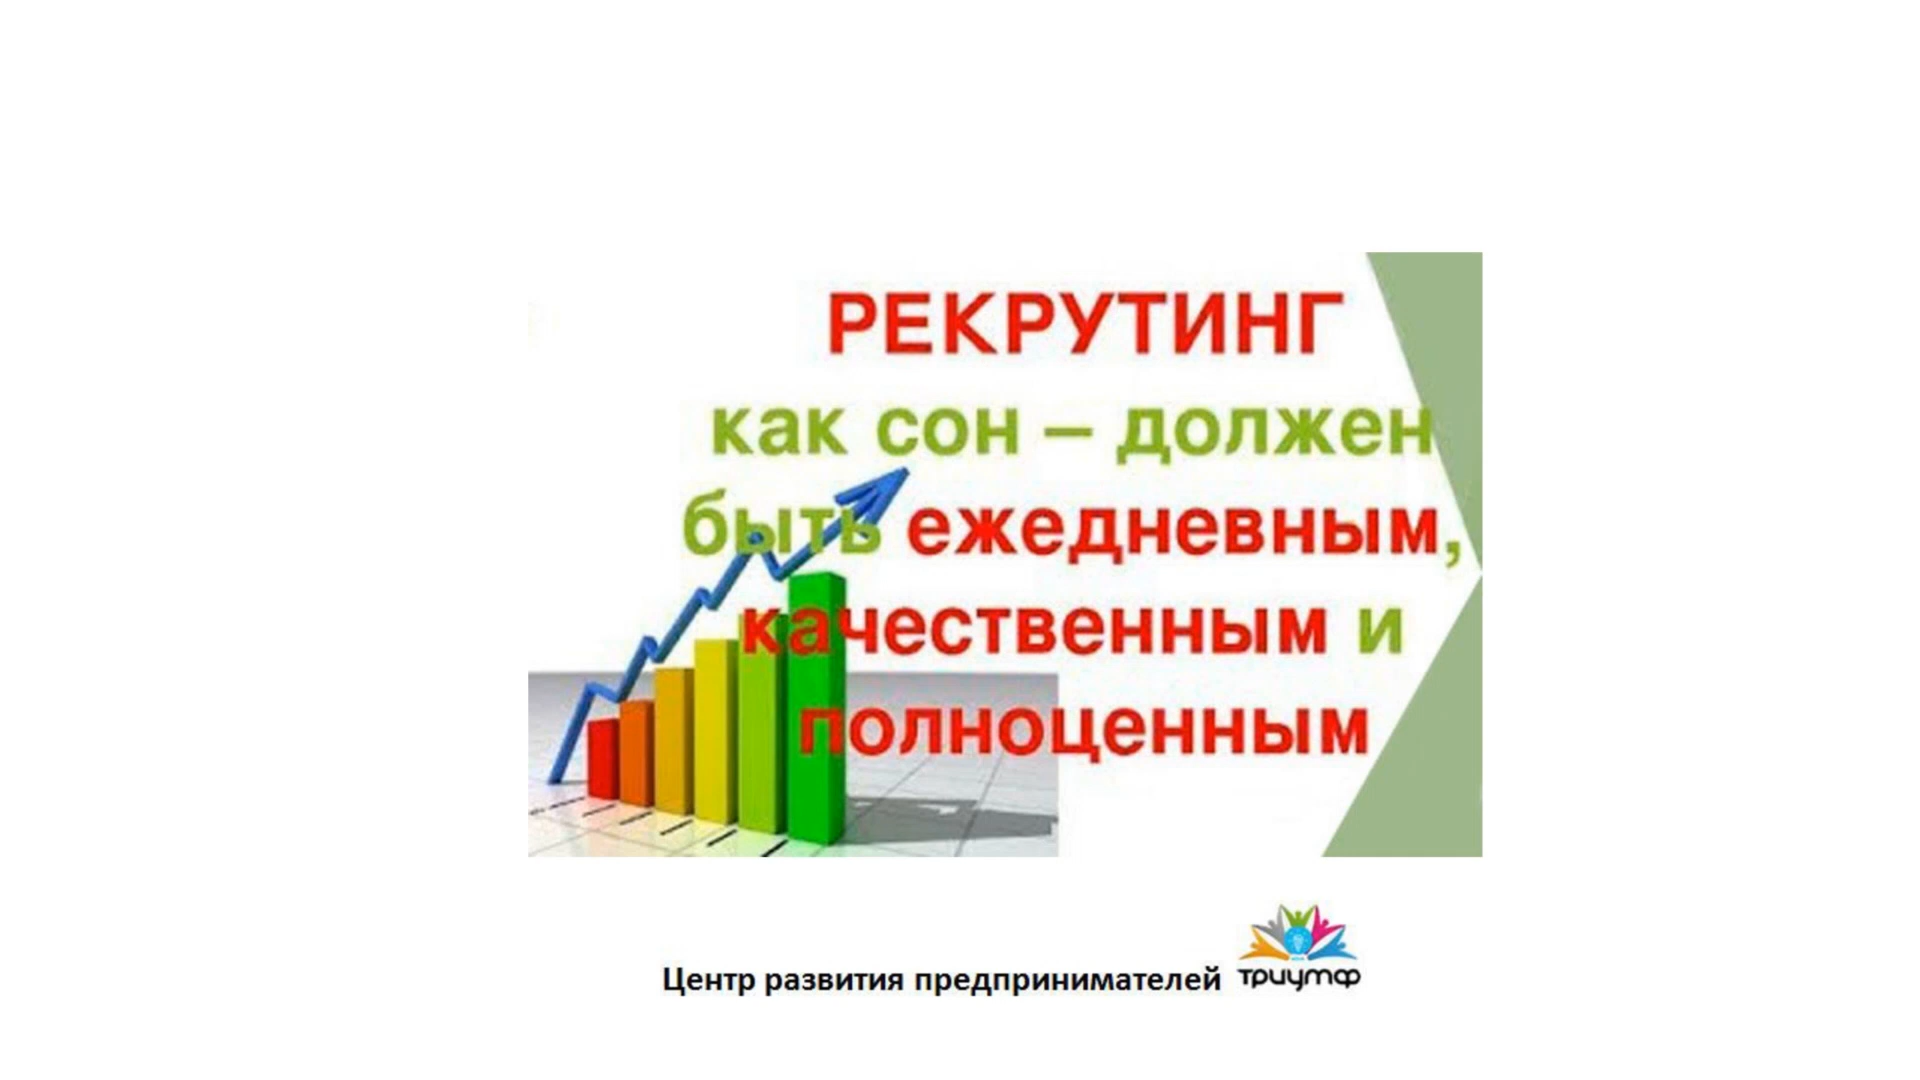 РЕКРУТИНГ
как сон – должен
быть ежедневным,
качественным и
полноценным
Центр развития предпринимателей триумф